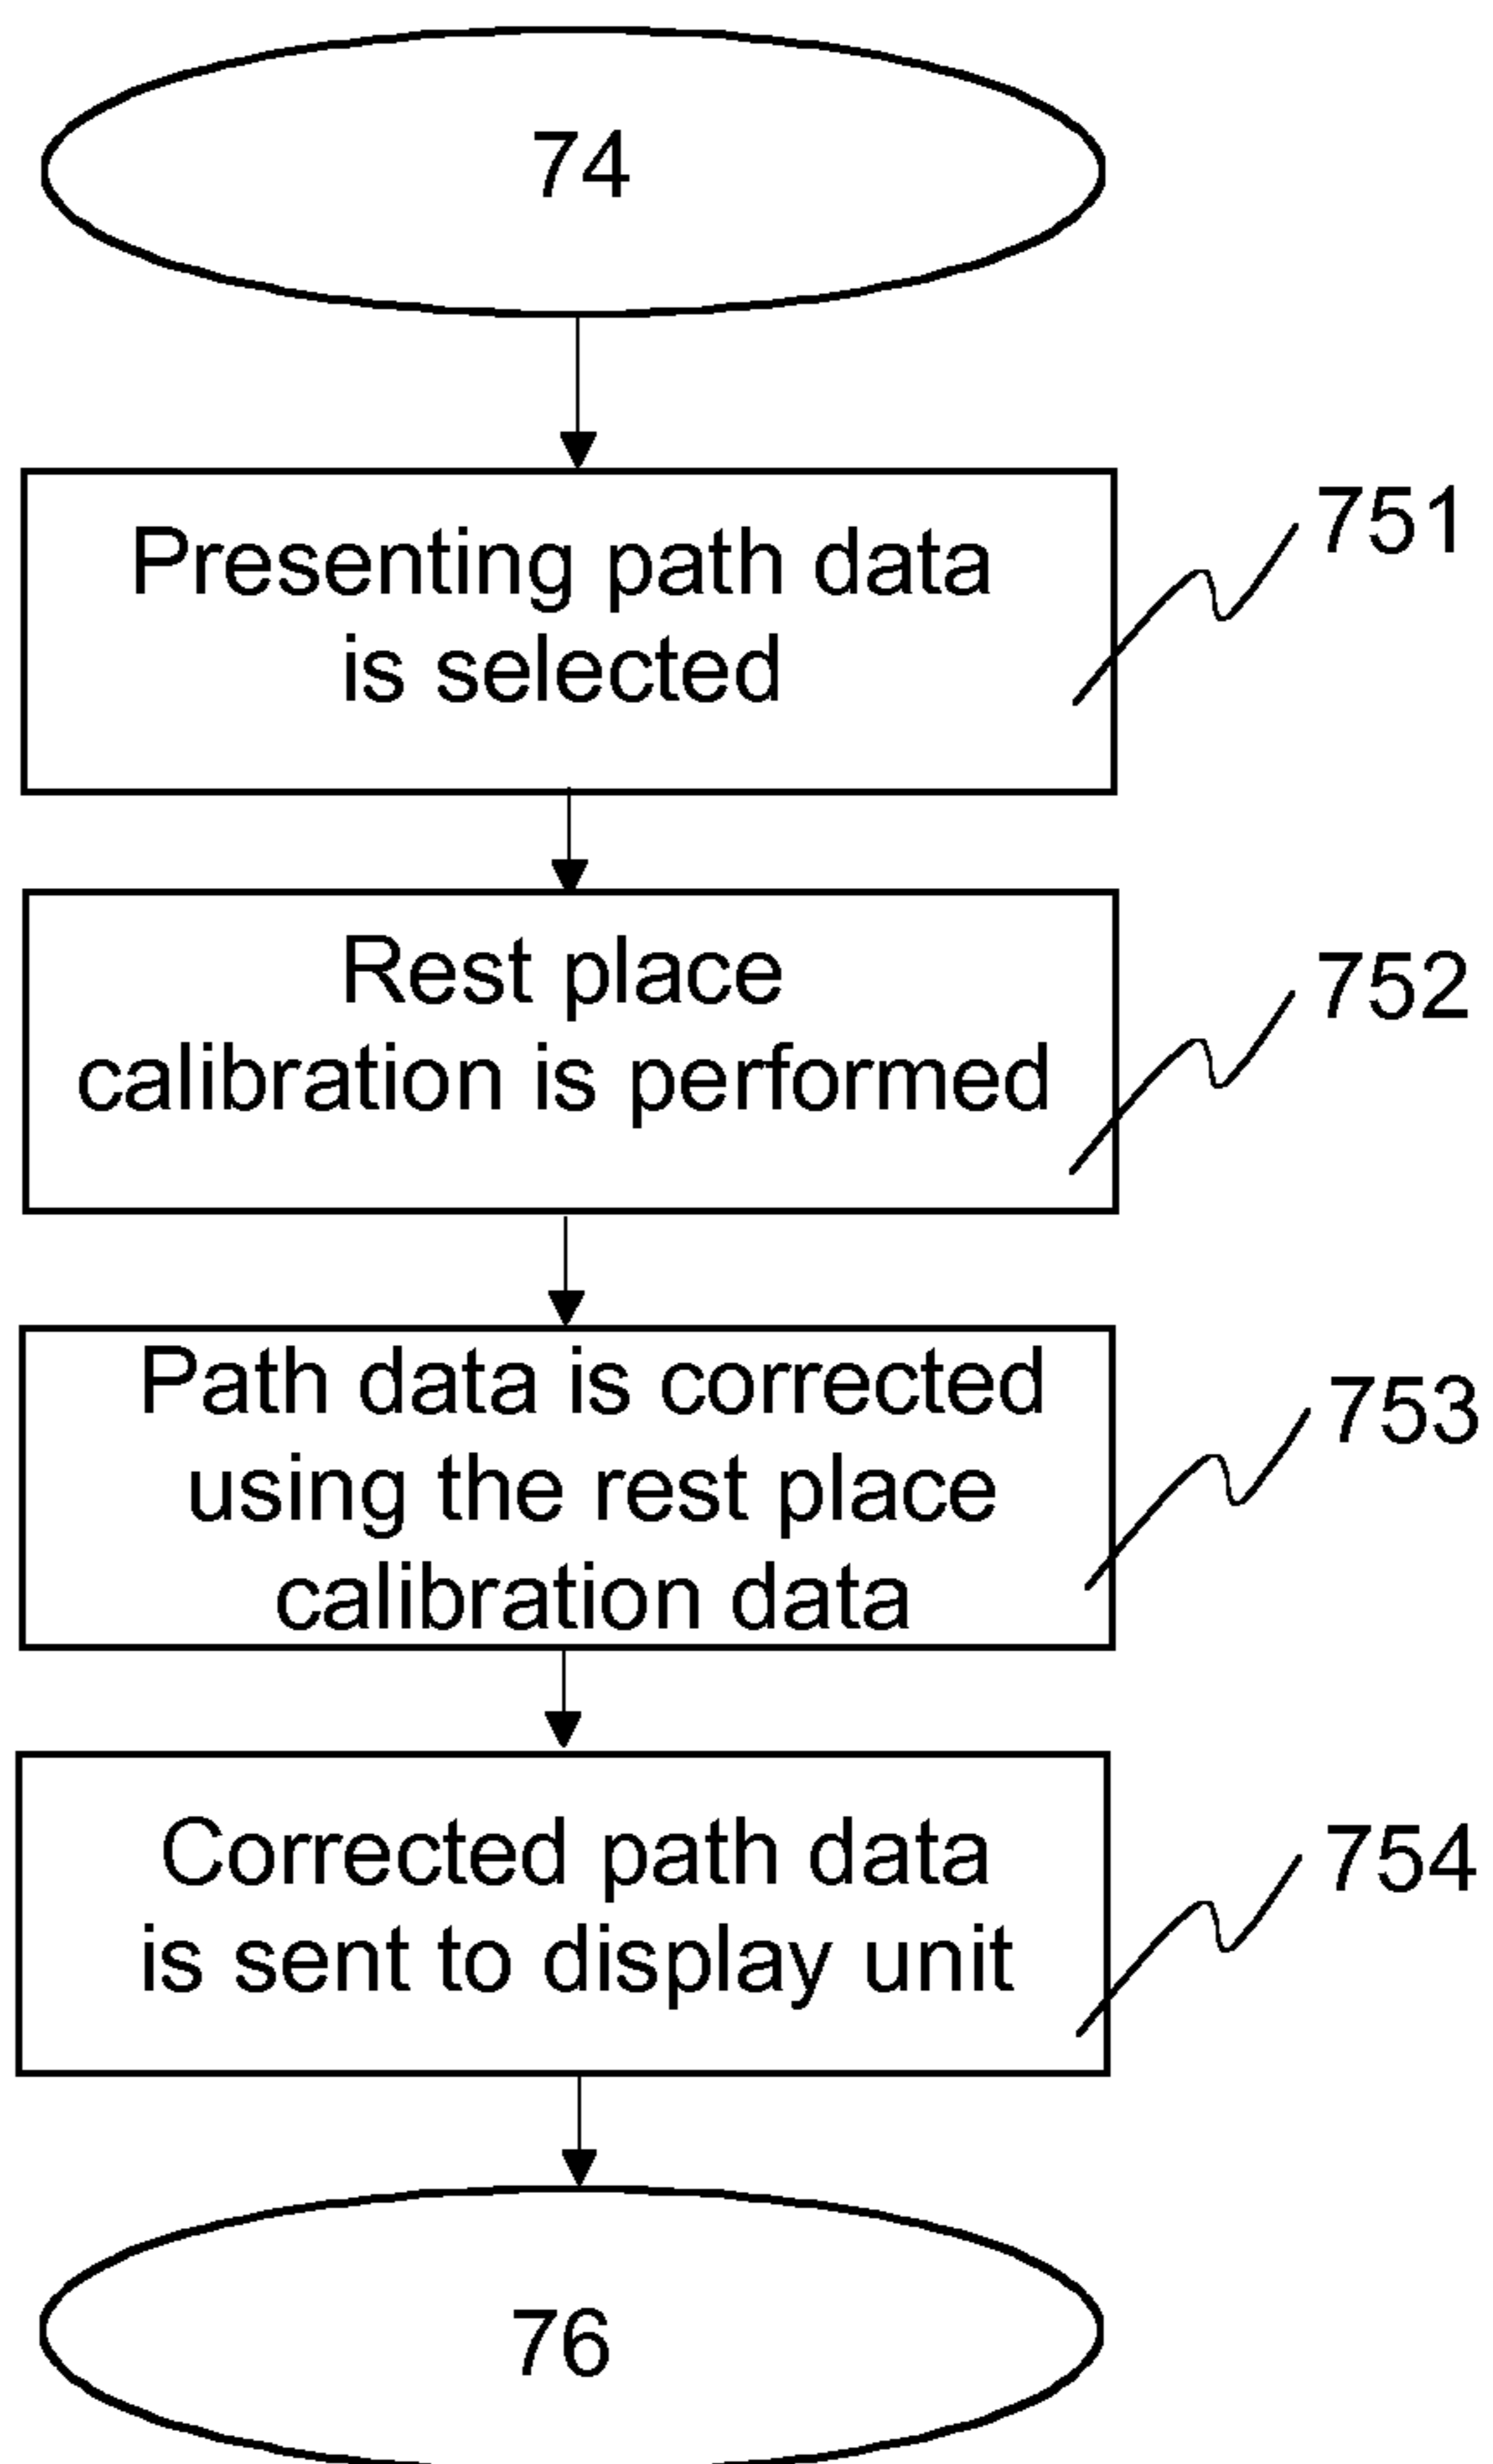 74
Presenting path data
is selected
751
Rest place
calibration is performed
752
Path data is corrected
using the rest place
calibration data
753
Corrected path data
is sent to display unit
754
76